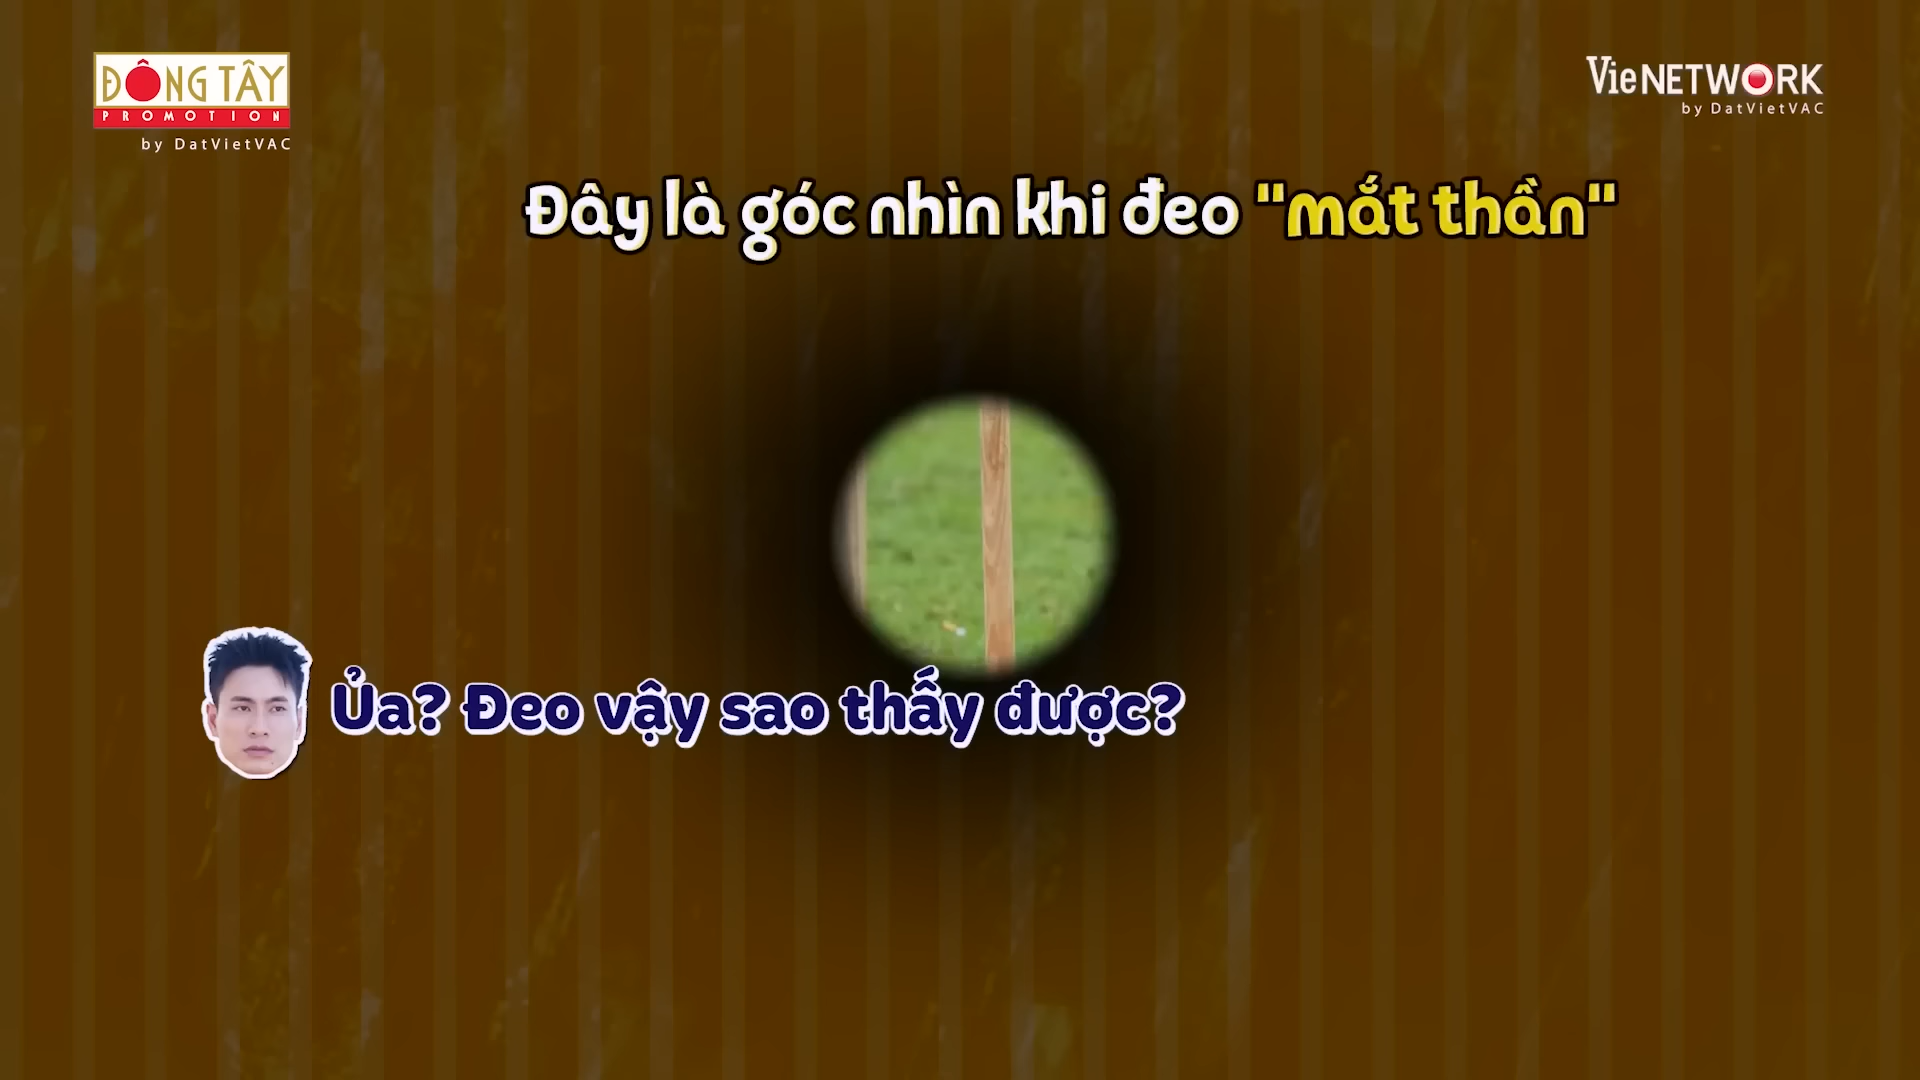 ĐÔNG TÂY
PROMOTION
by DatVietVAC
VieNETWORK
by DatVietVAC
Đây là góc nhìn khi đeo "mắt thần"
Ủa? Đeo vậy sao thấy được?